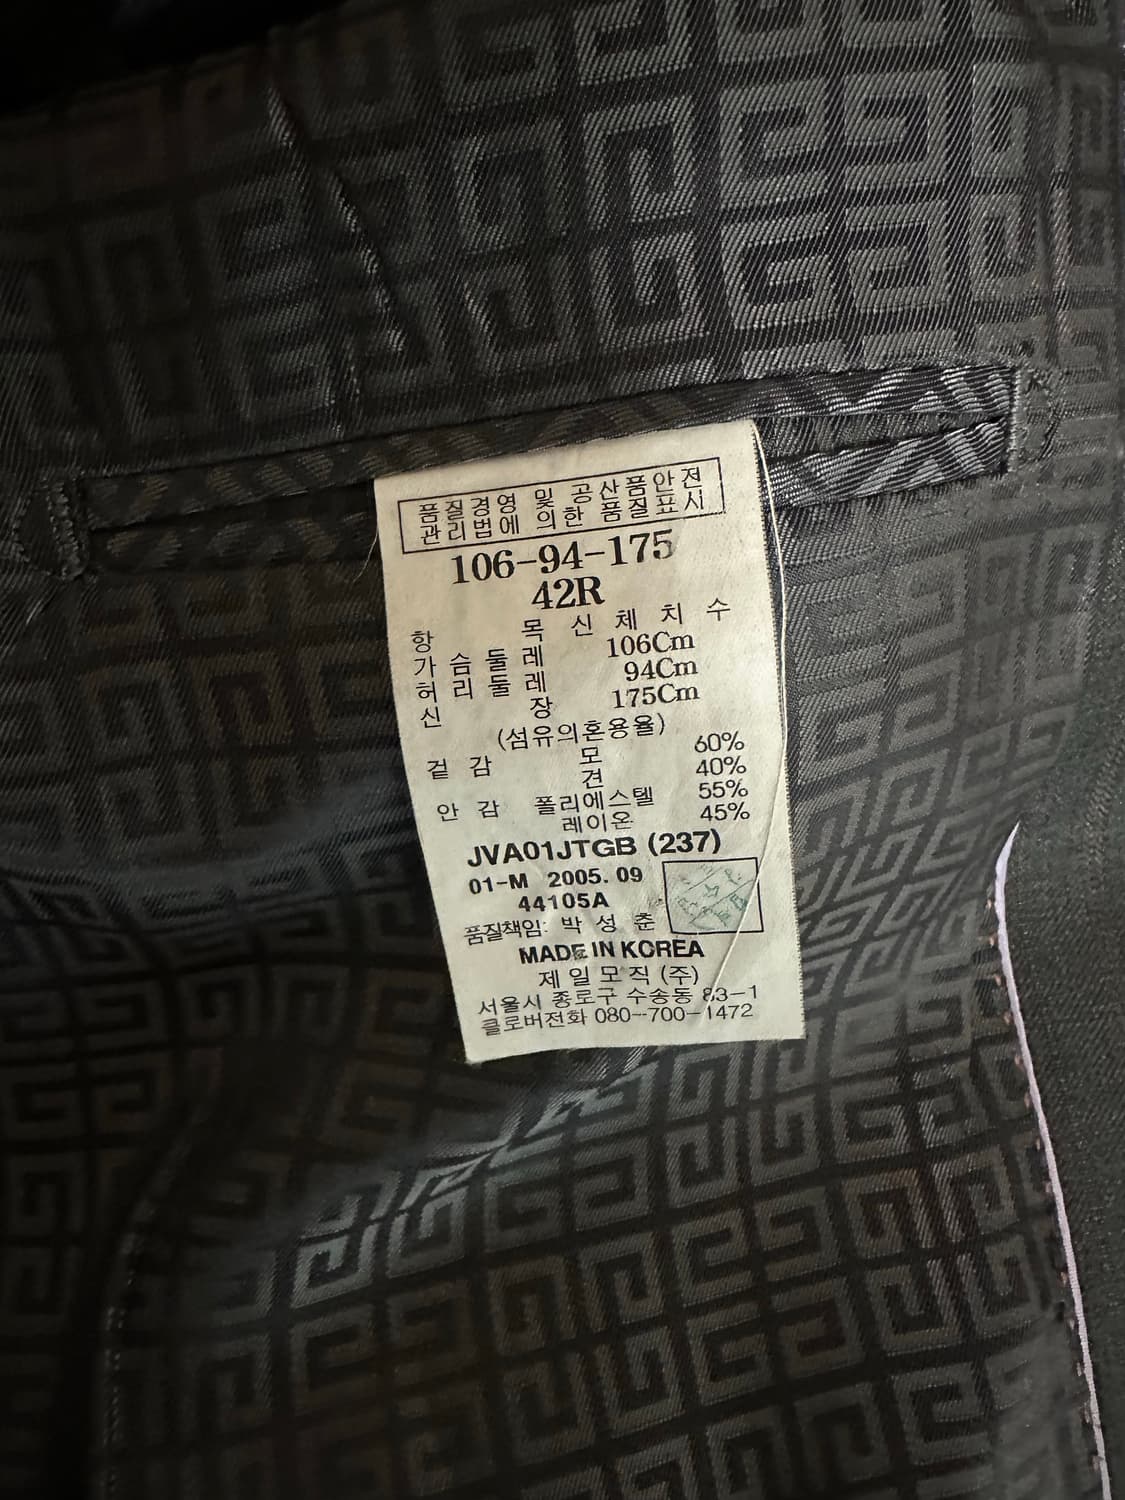 품질경영 및 공산품안전
관리법에 의한 품질표시
106-94-175
42R
항 목 신 체 치 수
가 슴 둘 레 106Cm
허 리 둘 레 94Cm
신 장 175Cm
(섬유의혼용율)
겉 감 모 60%
견 40%
안 감 폴리에스텔 55%
레이온 45%
JVA01JTGB (237)
01-M 2005. 09
44105A
품질책임: 박 성 춘
MADE IN KOREA
제 일 모 직 (주)
서울시 종로구 수송동 83-1
클로버전화 080-700-1472